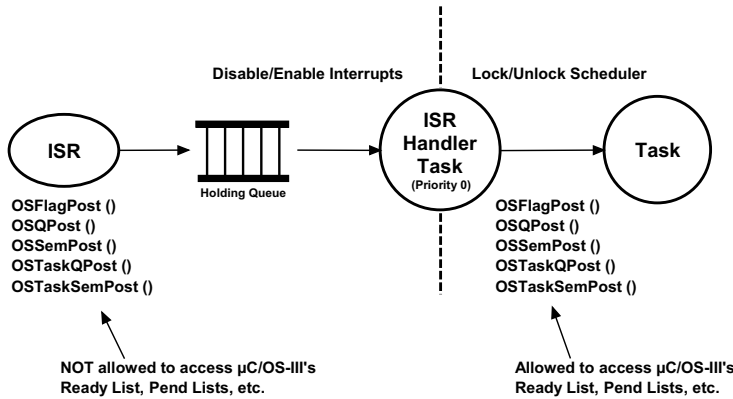 Disable/Enable Interrupts
Lock/Unlock Scheduler
ISR
Holding Queue
ISR
Handler
Task
(Priority 0)
Task
OSFlagPost ()
OSQPost ()
OSSemPost ()
OSTaskQPost ()
OSTaskSemPost ()
OSFlagPost ()
OSQPost ()
OSSemPost ()
OSTaskQPost ()
OSTaskSemPost ()
NOT allowed to access µC/OS-III's
Ready List, Pend Lists, etc.
Allowed to access µC/OS-III's
Ready List, Pend Lists, etc.